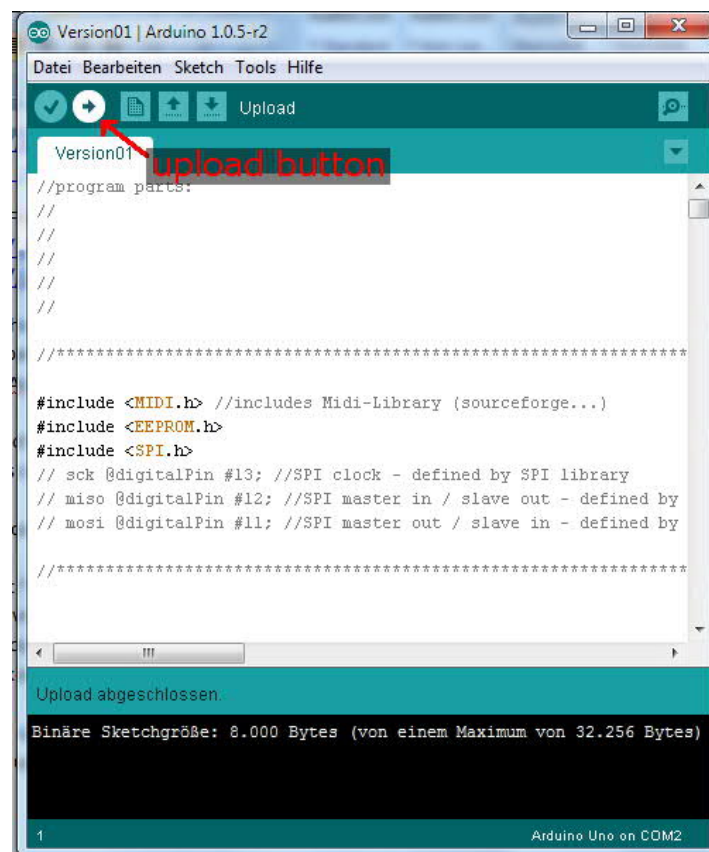 Version01 | Arduino 1.0.5-r2
Datei Bearbeiten Sketch Tools Hilfe
Upload
Version01
upload button
//program parts:
//
//
//
//
//
//****************************************************************
#include <MIDI.h> //includes Midi-Library (sourceforge...)
#include <EEPROM.h>
#include <SPI.h>
// sck @digitalPin #13; //SPI clock - defined by SPI library
// miso @digitalPin #12; //SPI master in / slave out - defined by
// mosi @digitalPin #11; //SPI master out / slave in - defined by
//****************************************************************
Upload abgeschlossen.
Binäre Sketchgröße: 8.000 Bytes (von einem Maximum von 32.256 Bytes)
1
Arduino Uno on COM2